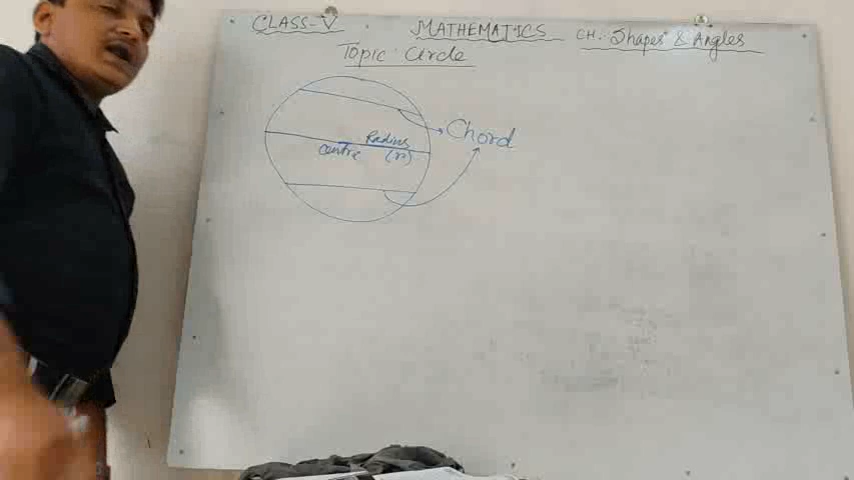 CLASS-V MATHEMATICS CH. Shapes & Angles
Topic Circle
Chord
Radius
centre (r)